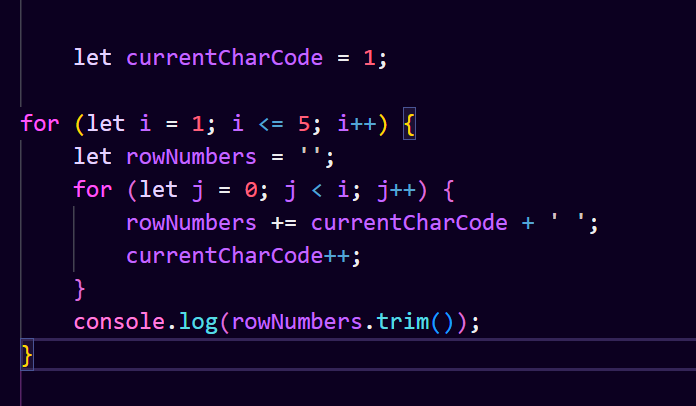 let currentCharCode = 1;

for (let i = 1; i <= 5; i++) {
    let rowNumbers = '';
    for (let j = 0; j < i; j++) {
        rowNumbers += currentCharCode + ' ';
        currentCharCode++;
    }
    console.log(rowNumbers.trim());
}